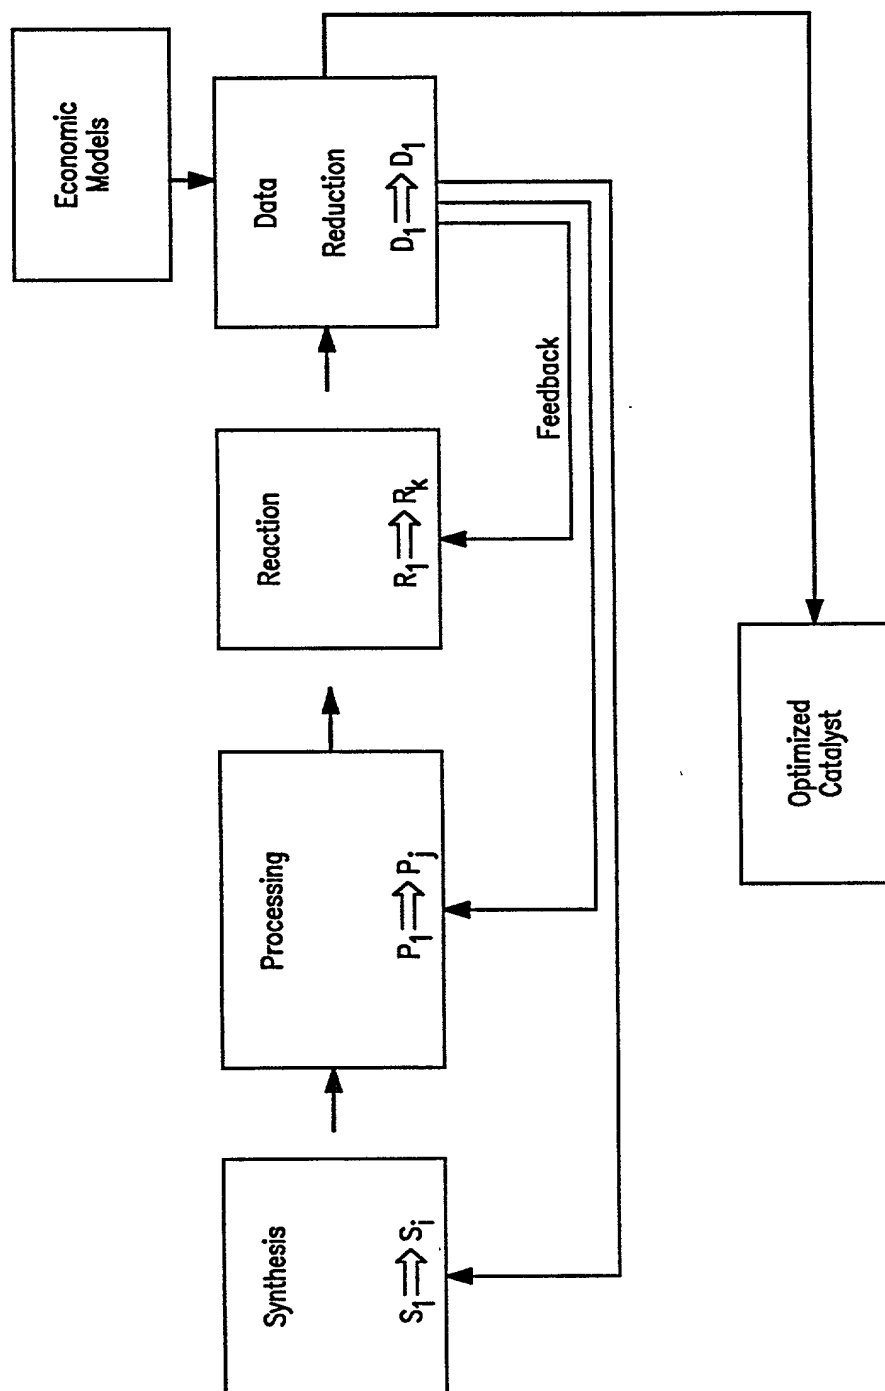 Economic
Models
Synthesis
S₁ ⇒ Sᵢ
Processing
P₁ ⇒ Pⱼ
Reaction
R₁ ⇒ Rₖ
Data
Reduction
D₁ ⇒ D₁
Feedback
Optimized
Catalyst